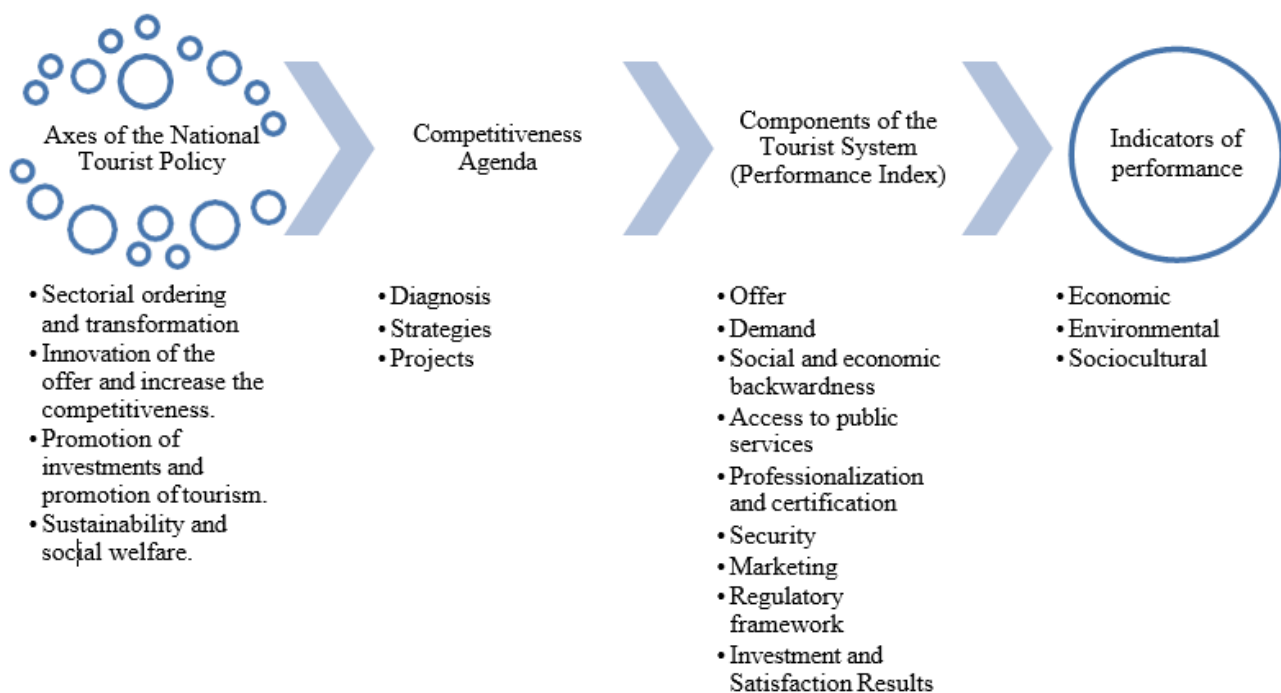 Axes of the National
Tourist Policy
• Sectorial ordering
and transformation
• Innovation of the
offer and increase the
competitiveness.
• Promotion of
investments and
promotion of tourism.
• Sustainability and
social welfare.
Competitiveness
Agenda
• Diagnosis
• Strategies
• Projects
Components of the
Tourist System
(Performance Index)
• Offer
• Demand
• Social and economic
backwardness
• Access to public
services
• Professionalization
and certification
• Security
• Marketing
• Regulatory
framework
• Investment and
Satisfaction Results
Indicators of
performance
• Economic
• Environmental
• Sociocultural